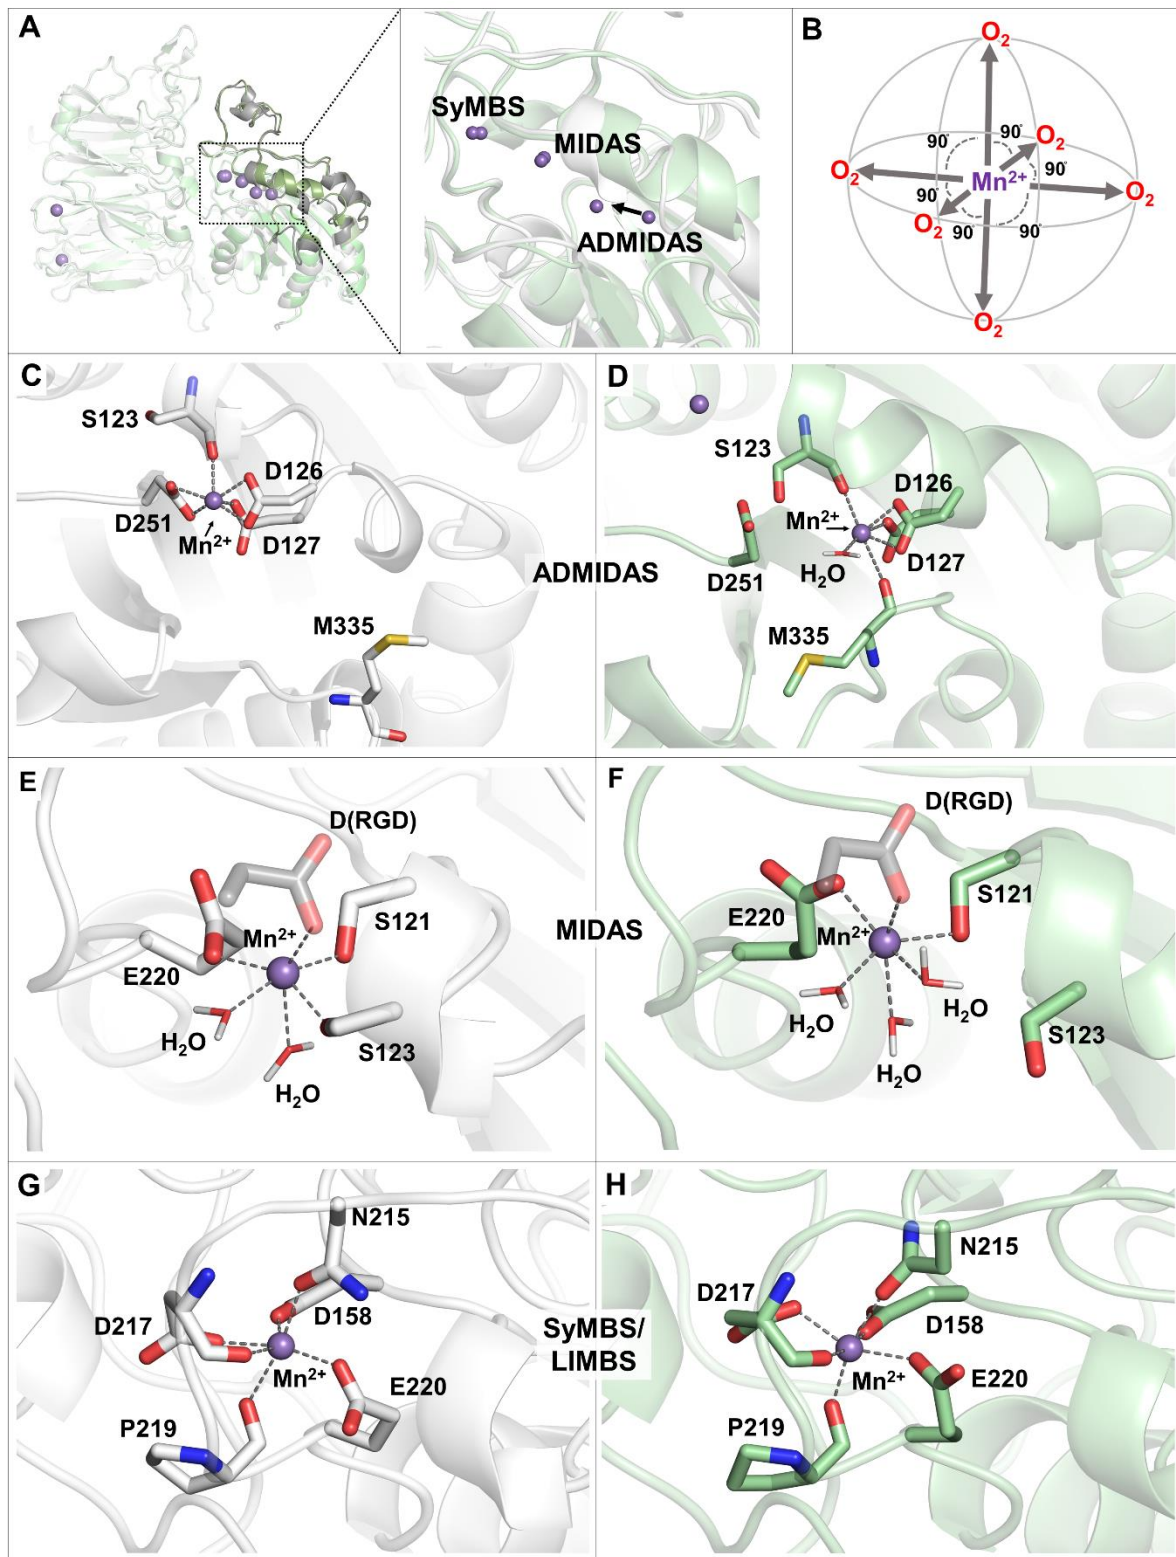 A
SyMBS
MIDAS
ADMIDAS
B
O₂
O₂
O₂
O₂
O₂
O₂
Mn²⁺
90°
90°
90°
90°
90°
90°
C
S123
D126
D251
Mn²⁺
D127
M335
ADMIDAS
D
S123
D126
Mn²⁺
D127
D251
H₂O
M335
E
D(RGD)
S121
Mn²⁺
E220
H₂O
S123
H₂O
MIDAS
F
D(RGD)
S121
E220
Mn²⁺
H₂O
H₂O
S123
H₂O
G
N215
D217
D158
Mn²⁺
E220
P219
SyMBS/
LIMBS
H
N215
D217
D158
Mn²⁺
E220
P219